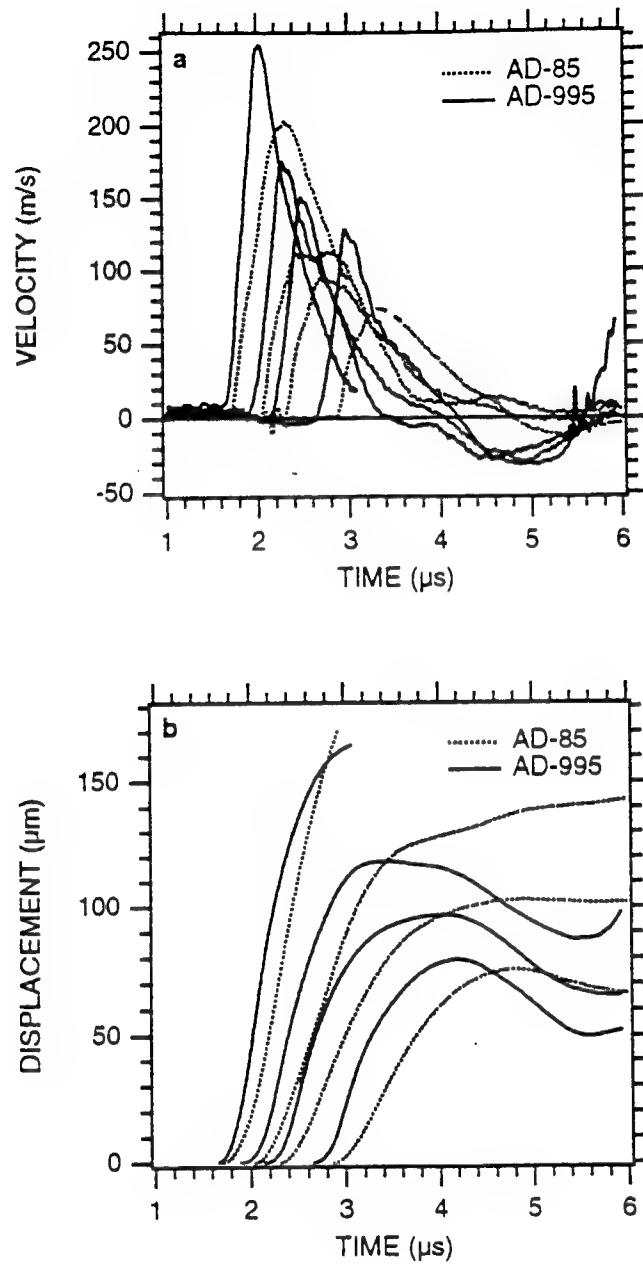 a
AD-85
AD-995
250
200
150
100
50
0
-50
VELOCITY (m/s)
1 2 3 4 5 6
TIME (µs)
b
AD-85
AD-995
150
100
50
0
DISPLACEMENT (µm)
1 2 3 4 5 6
TIME (µs)